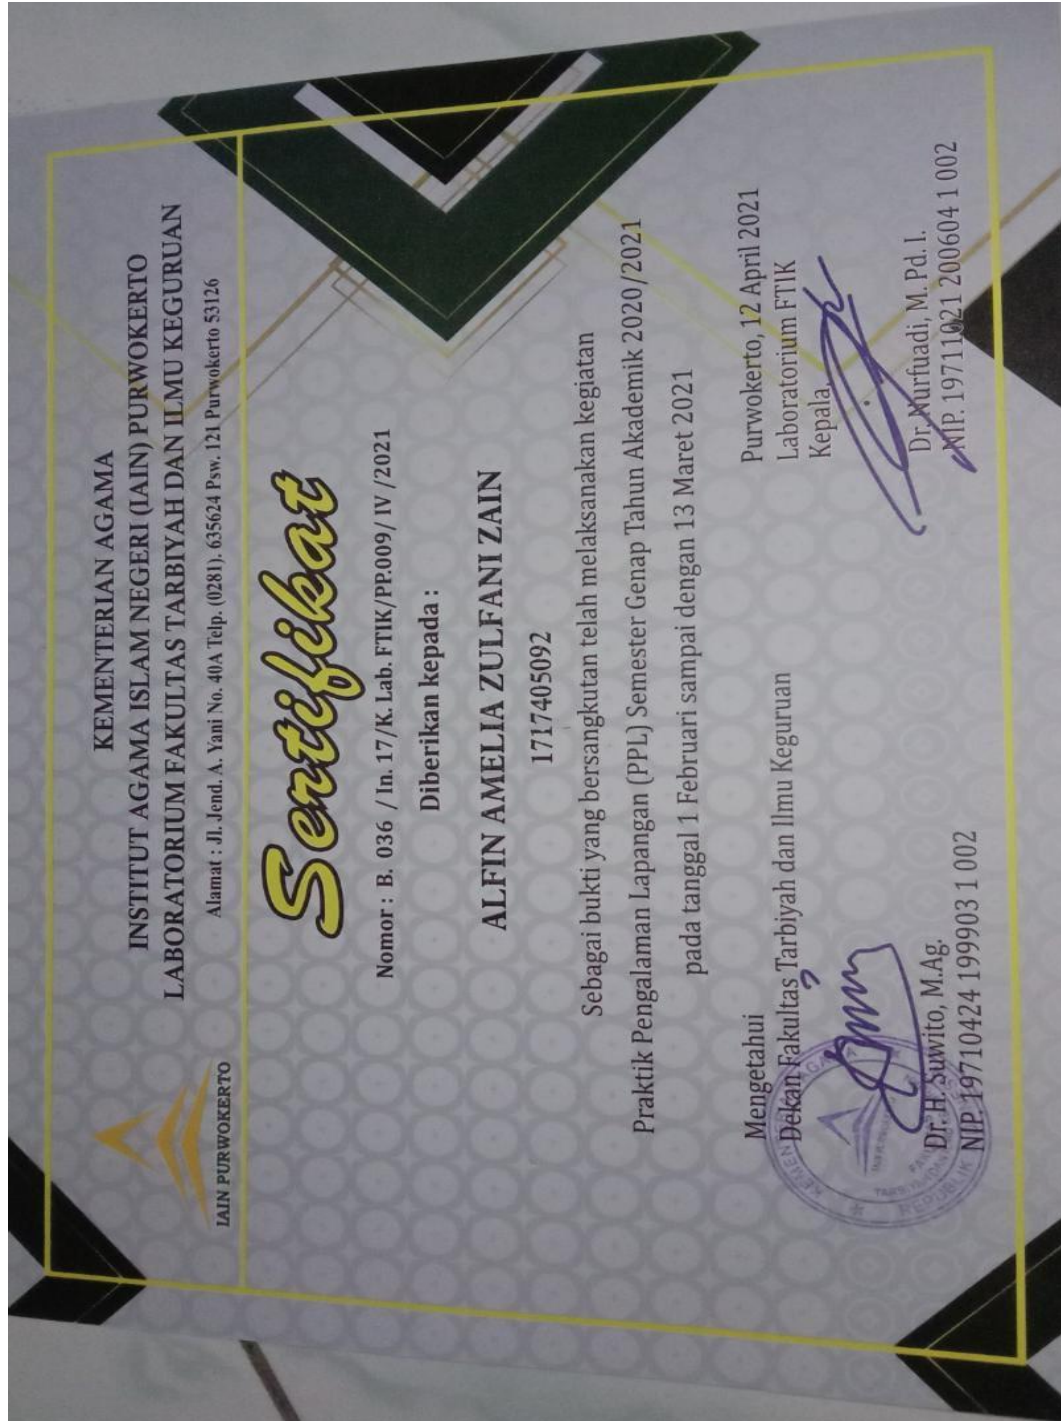 KEMENTERIAN AGAMA
INSTITUT AGAMA ISLAM NEGERI (IAIN) PURWOKERTO
LABORATORIUM FAKULTAS TARBIYAH DAN ILMU KEGURUAN
Alamat : Jl. Jend. A. Yani No. 40A Telp. (0281). 635624 Psw. 121 Purwokerto 53126
IAIN PURWOKERTO
Sertifikat
Nomor : B. 036 / In. 17/K. Lab. FTIK/PP.009/ IV /2021
Diberikan kepada :
ALFIN AMELIA ZULFANI ZAIN
1717405092
Sebagai bukti yang bersangkutan telah melaksanakan kegiatan
Praktik Pengalaman Lapangan (PPL) Semester Genap Tahun Akademik 2020/2021
pada tanggal 1 Februari sampai dengan 13 Maret 2021
Mengetahui
Dekan Fakultas Tarbiyah dan Ilmu Keguruan
Dr. H. Suwito, M.Ag.
NIP. 19710424 199903 1 002
Purwokerto, 12 April 2021
Laboratorium FTIK
Kepala,
Dr. Nurfuadi, M. Pd. I.
NIP. 19711021 200604 1 002